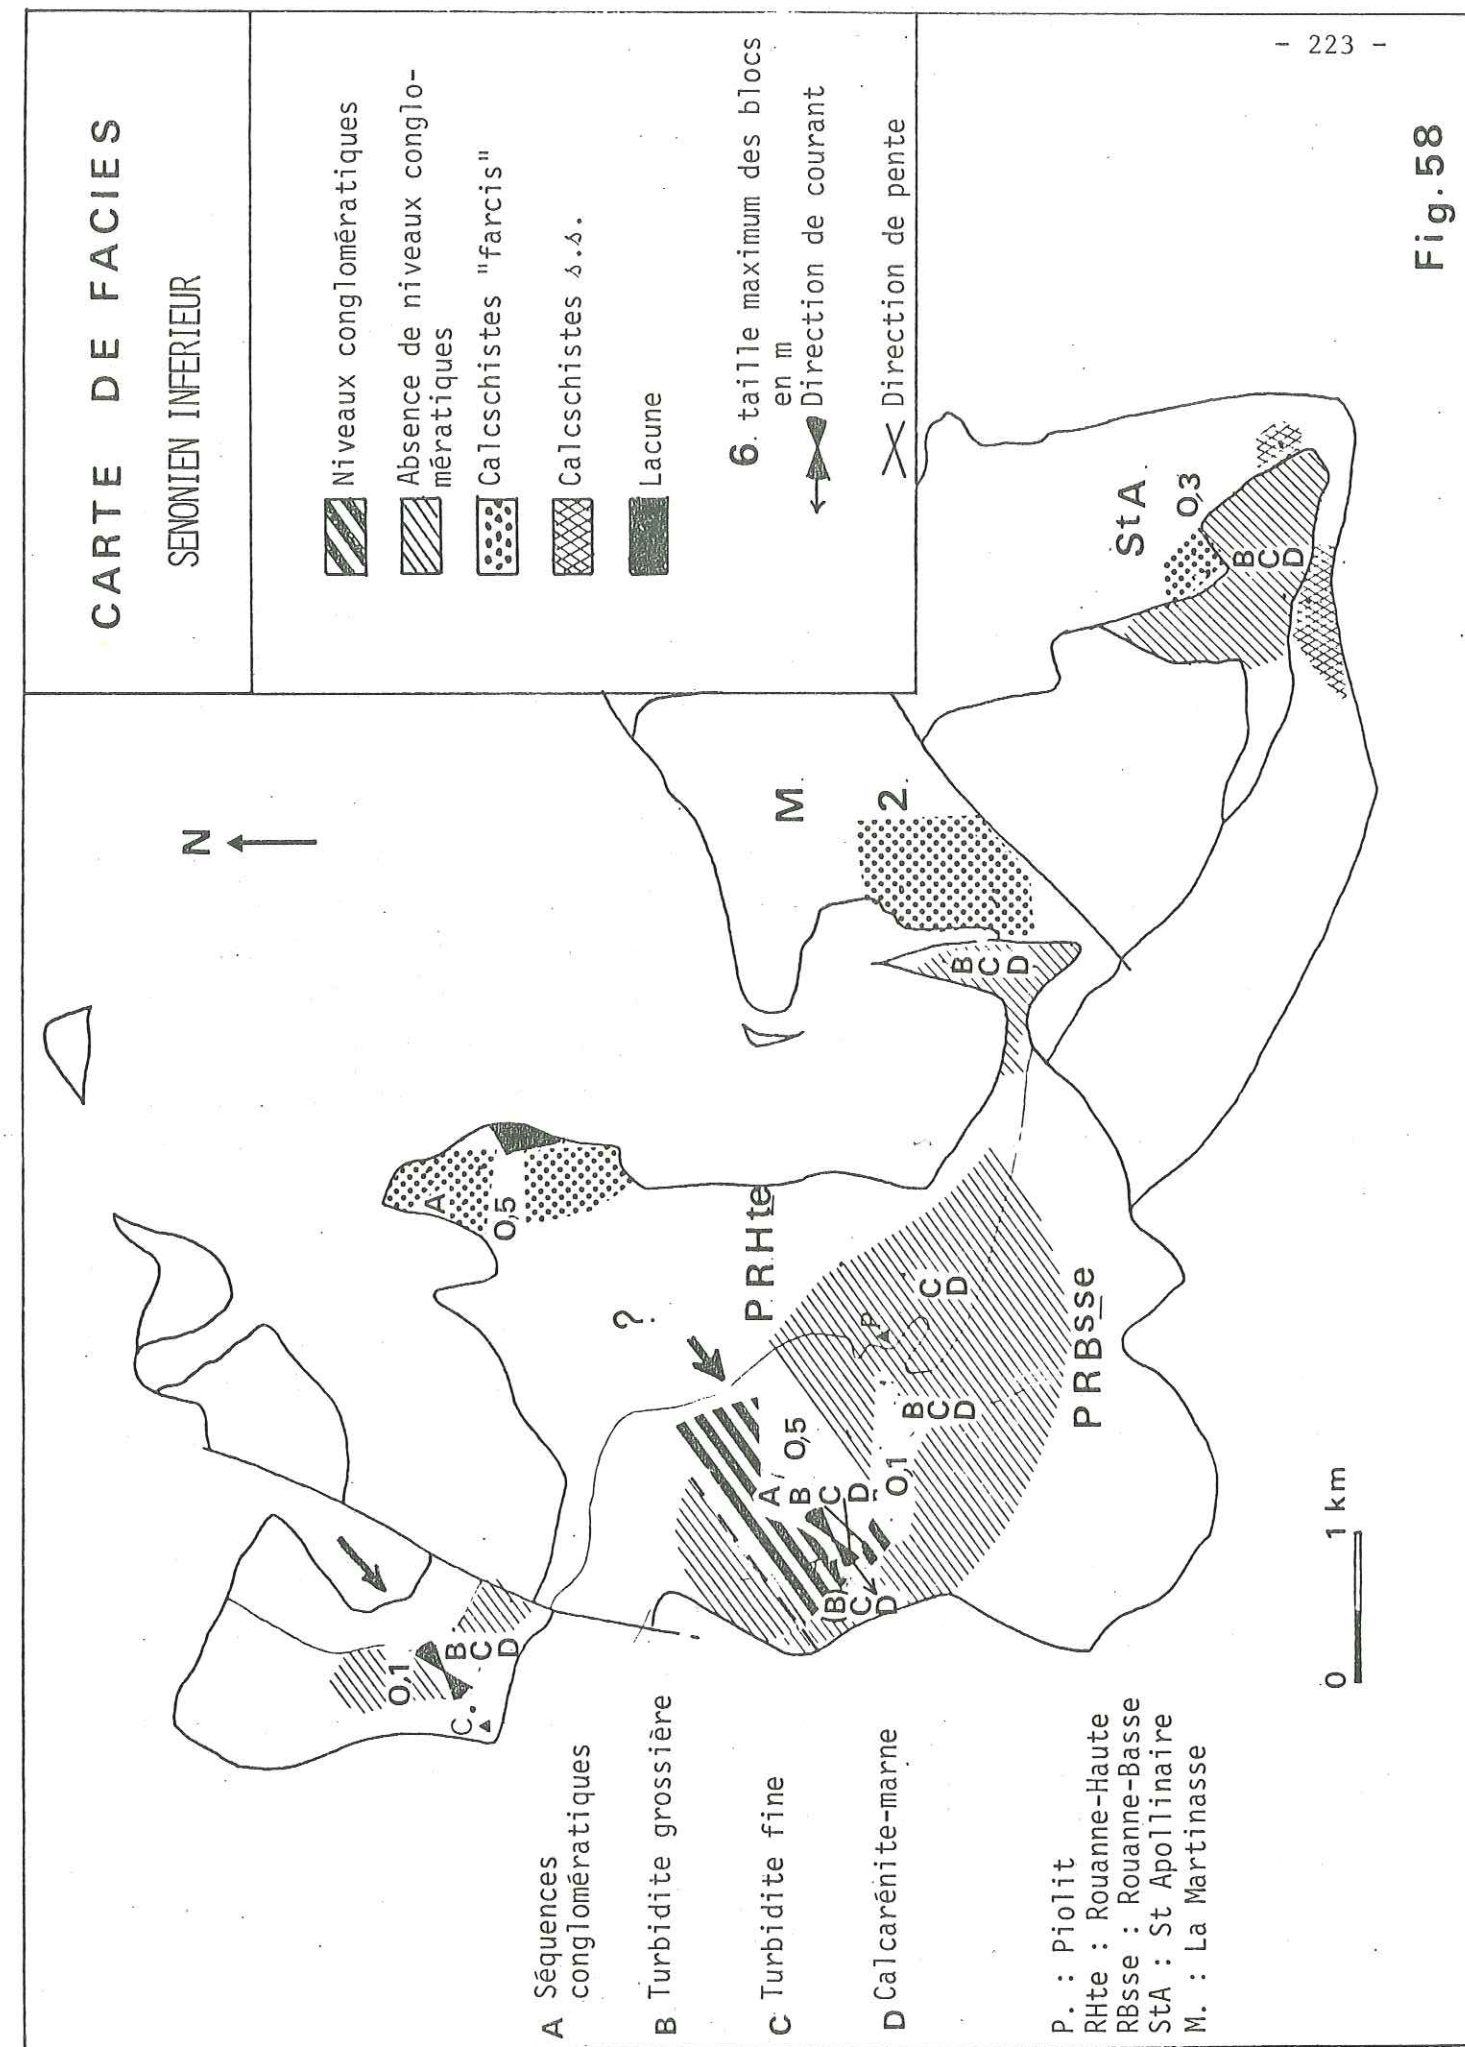 - 223 -
CARTE DE FACIES
SENONIEN INFERIEUR
Niveaux conglomératiques
Absence de niveaux conglo-
mératiques
Calcschistes "farcis"
Calcschistes s.s.
Lacune
6. taille maximum des blocs
en m
Direction de courant
Direction de pente
Fig.58
N
M.
2.
StA
0,3
B
C
D
B
C
D
A
0,5
?.
PRHte
P
C
D
B
C
D
PRBsse
0,5
A
B
C
D
0,1
(B)
C
D
0,1
B
C
D
C.
0 1 km
A Séquences
conglomératiques
B Turbidite grossière
C Turbidite fine
D Calcarénite-marne
P. : Piolit
RHte : Rouanne-Haute
RBsse : Rouanne-Basse
StA : St Apollinaire
M. : La Martinasse